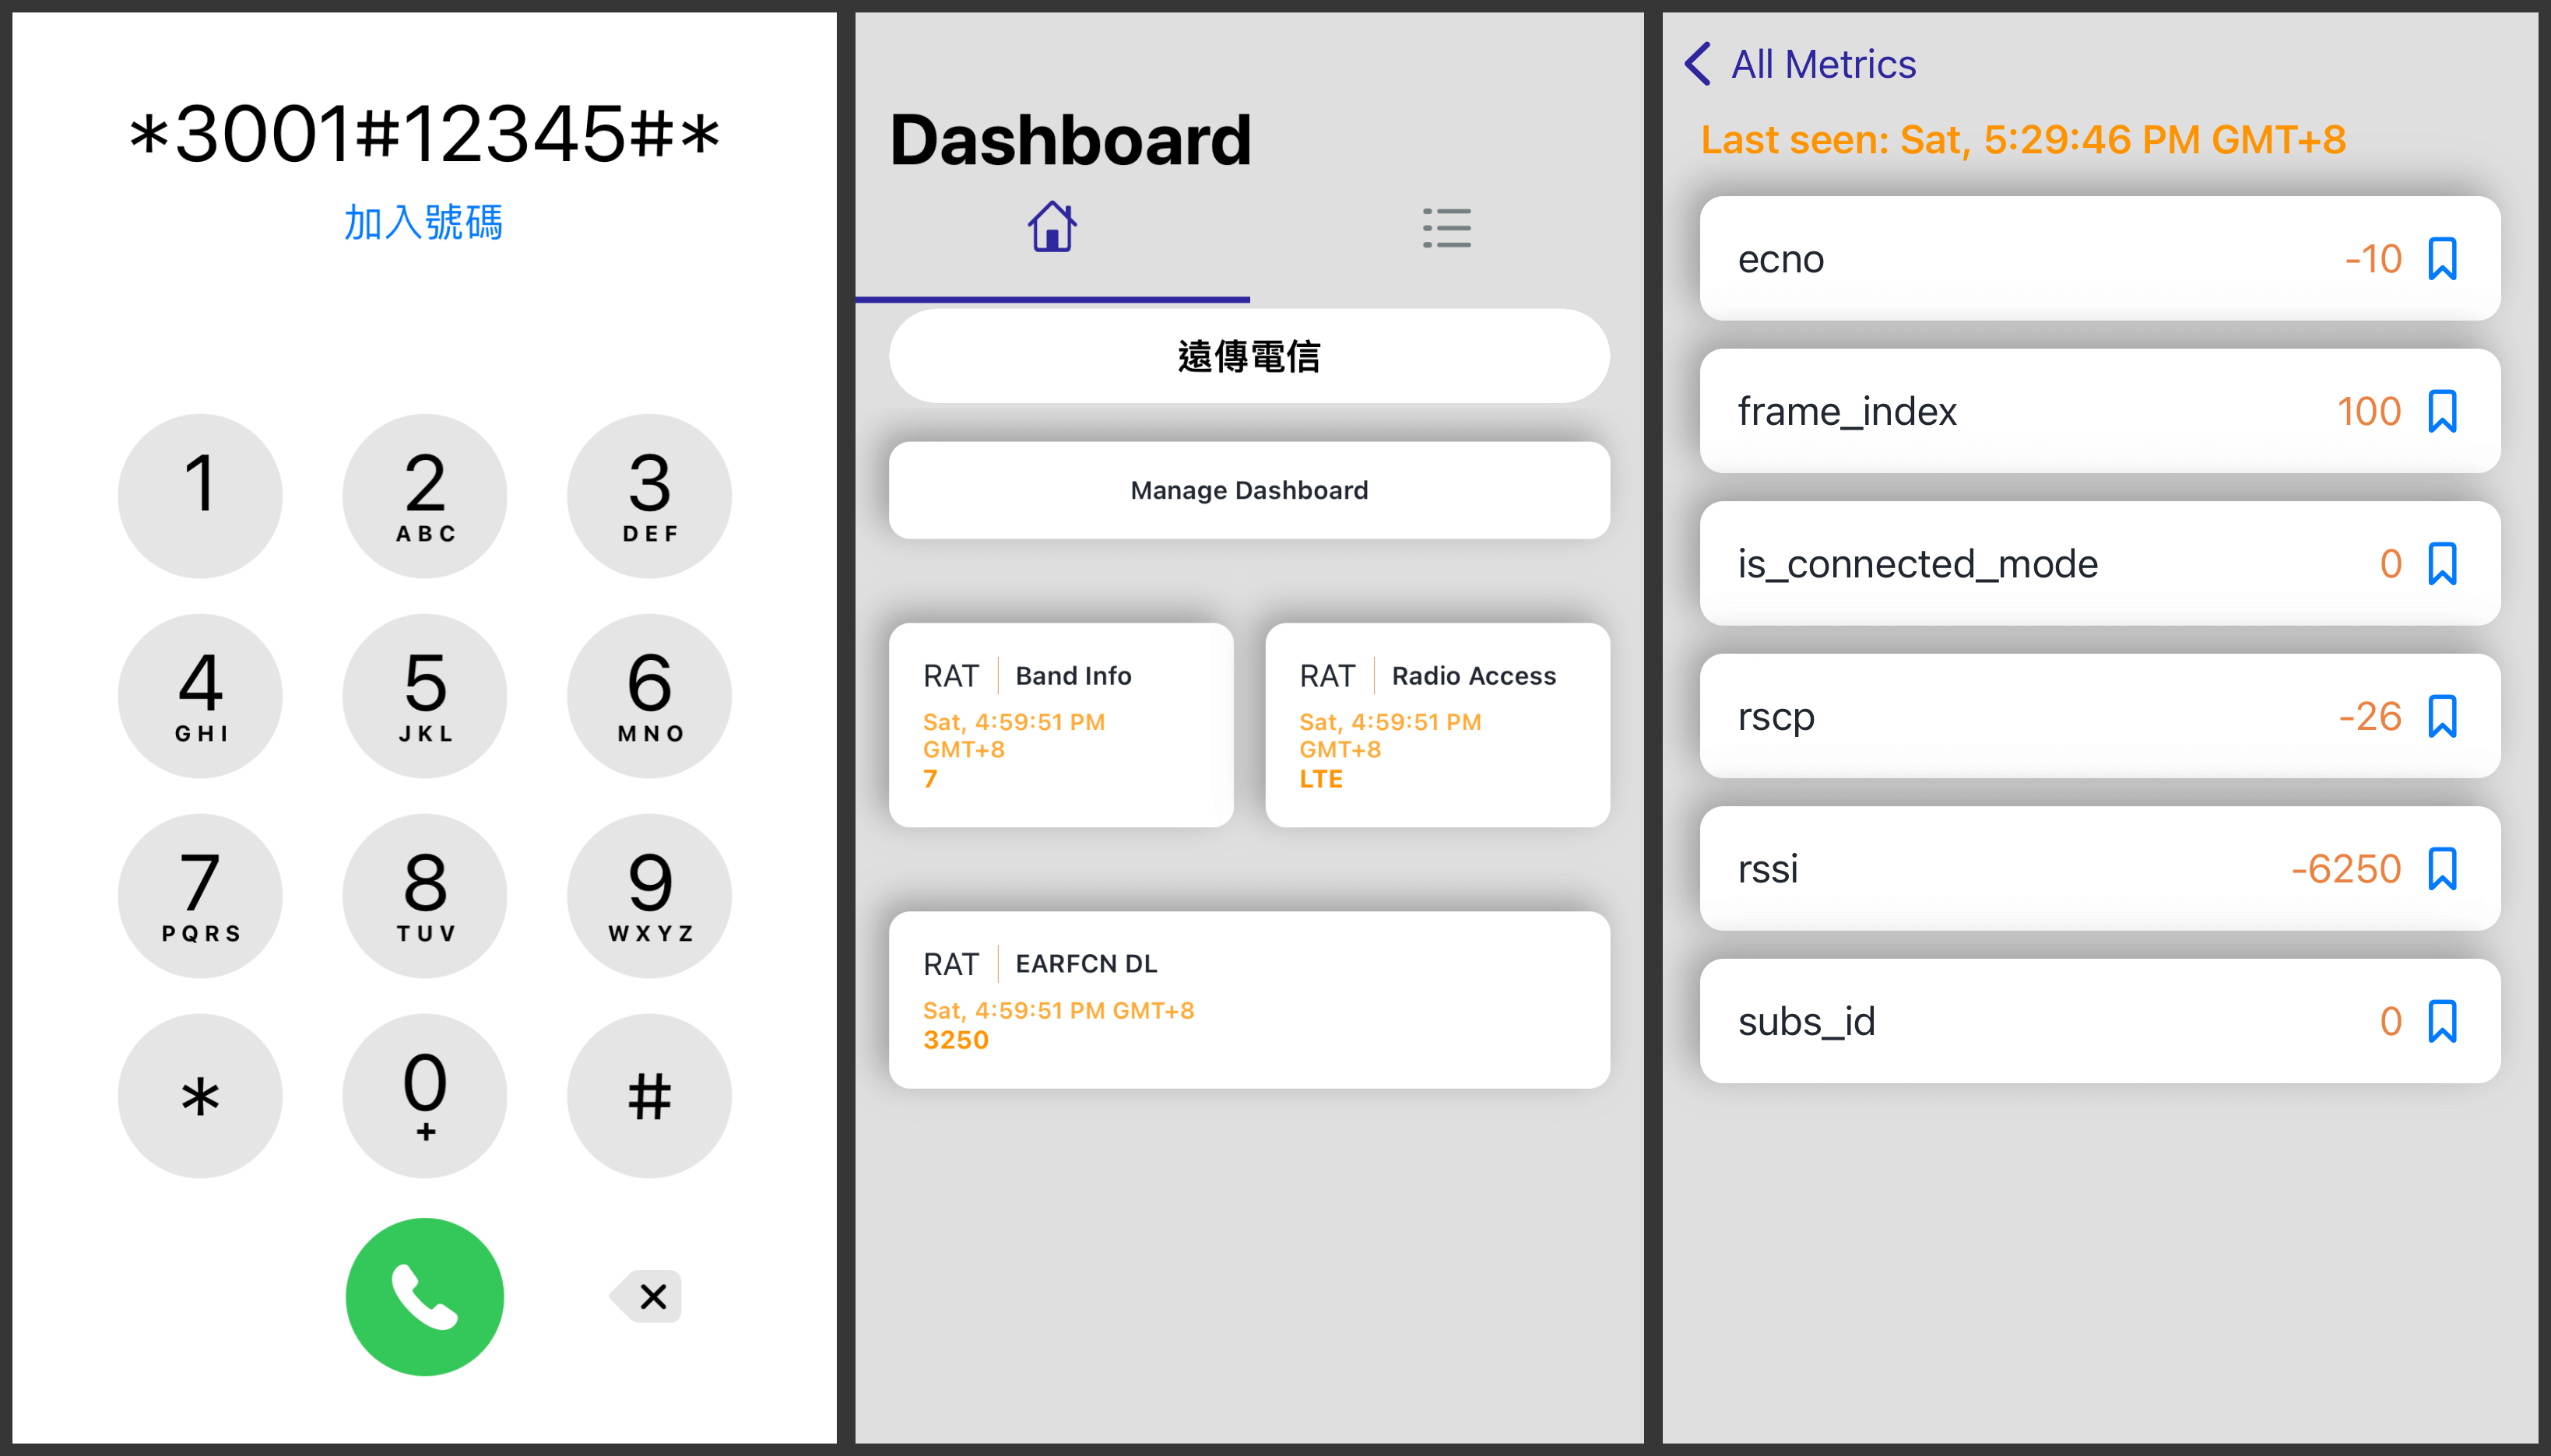 *3001#12345#*
加入號碼
1
2
ABC
3
DEF
4
GHI
5
JKL
6
MNO
7
PQRS
8
TUV
9
WXYZ
*
0
+
#
Dashboard
遠傳電信
Manage Dashboard
RAT Band Info
Sat, 4:59:51 PM
GMT+8
7
RAT Radio Access
Sat, 4:59:51 PM
GMT+8
LTE
RAT EARFCN DL
Sat, 4:59:51 PM GMT+8
3250
All Metrics
Last seen: Sat, 5:29:46 PM GMT+8
ecno -10
frame_index 100
is_connected_mode 0
rscp -26
rssi -6250
subs_id 0